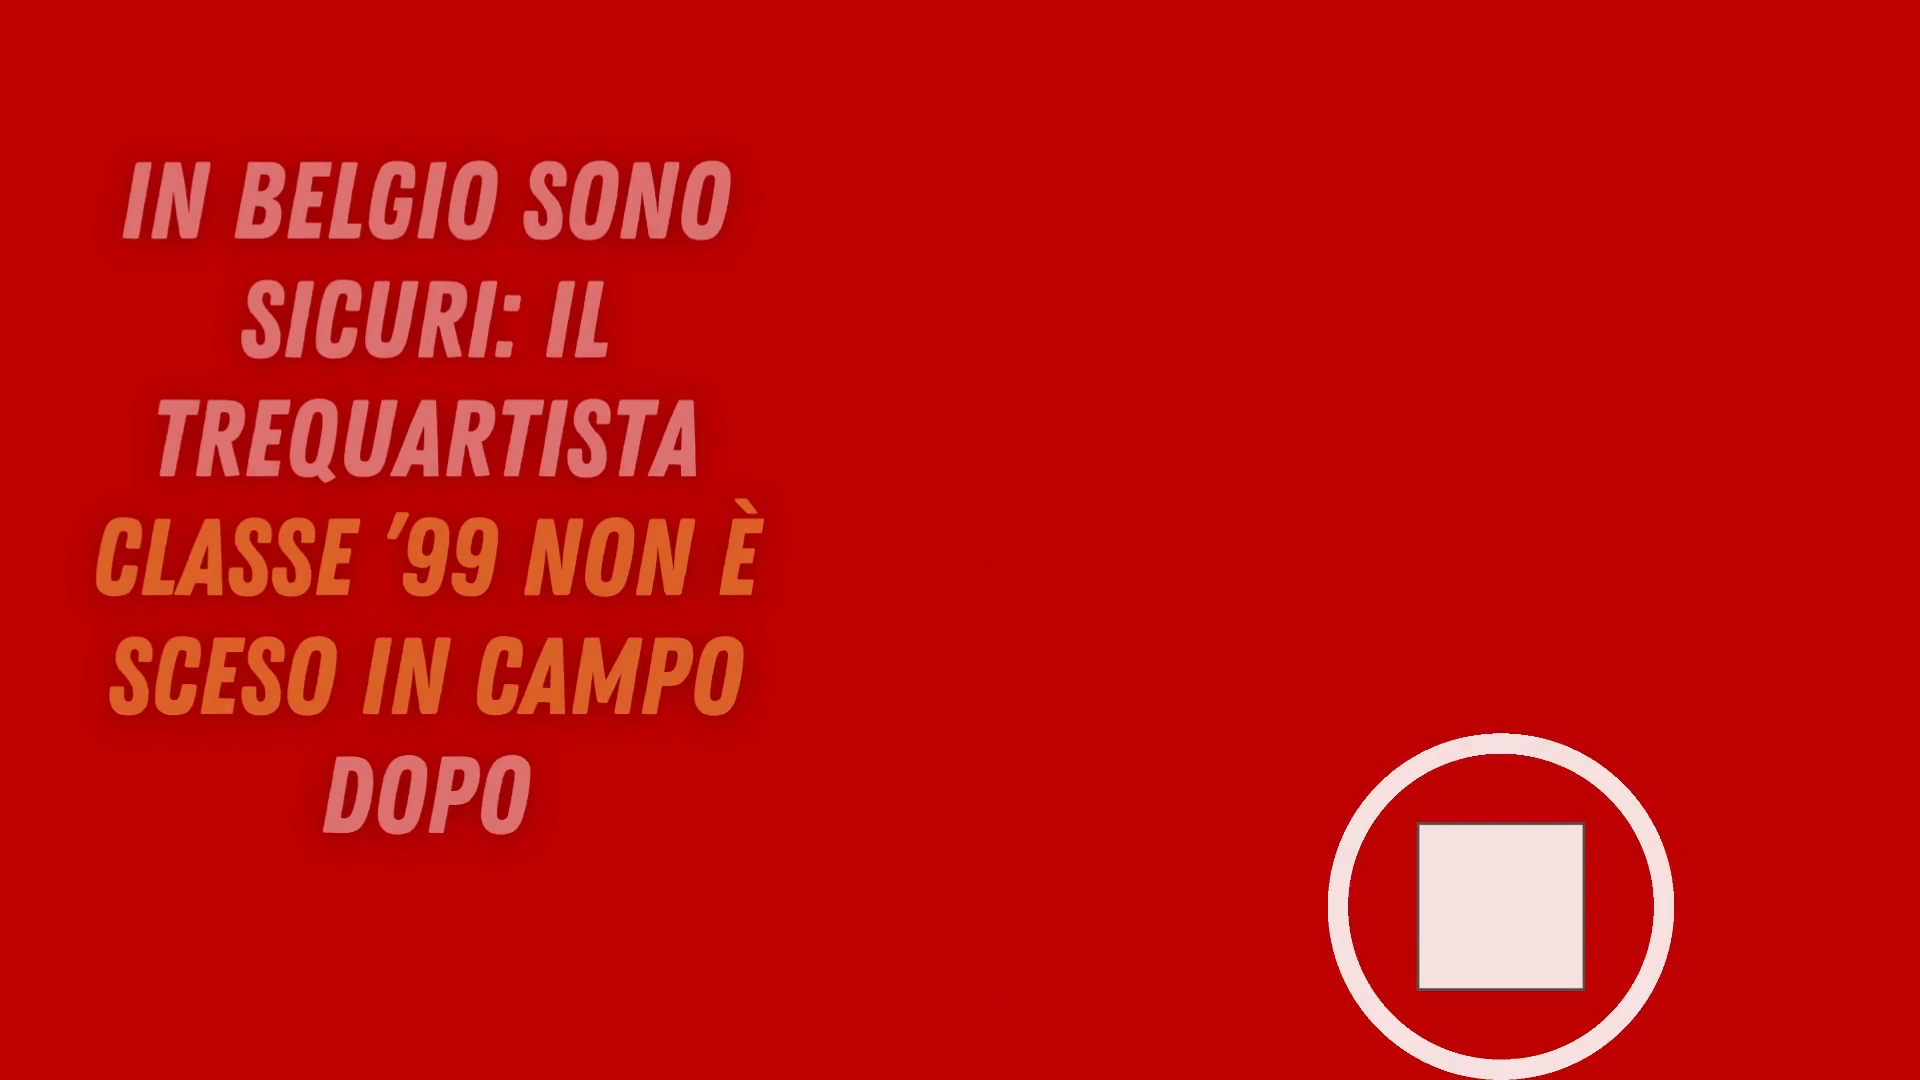 IN BELGIO SONO
SICURI: IL
TREQUARTISTA
CLASSE '99 NON È
SCESO IN CAMPO
DOPO